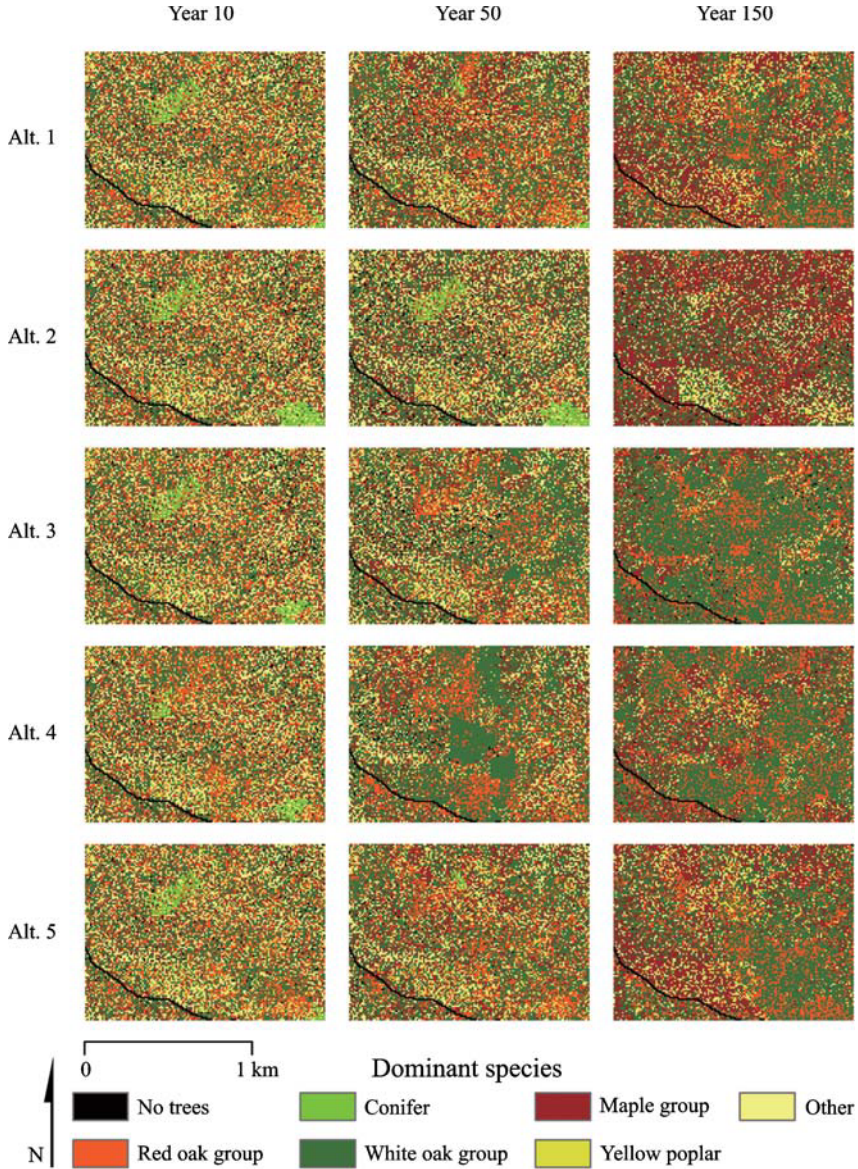 Year 10 Year 50 Year 150
Alt. 1
Alt. 2
Alt. 3
Alt. 4
Alt. 5
0 1 km
Dominant species
No trees Conifer Maple group Other
N Red oak group White oak group Yellow poplar